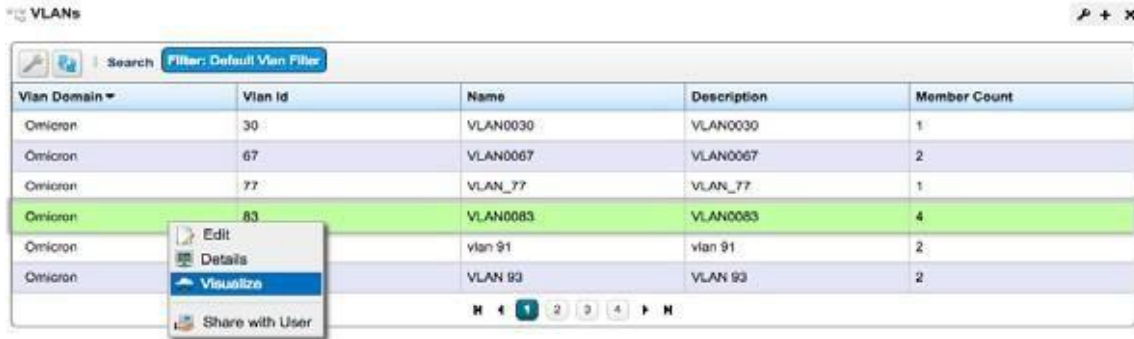 VLANs
Search Filter: Default Vlan Filter
Vlan Domain Vlan Id Name Description Member Count
Omicron 30 VLAN0030 VLAN0030 1
Omicron 67 VLAN0067 VLAN0067 2
Omicron 77 VLAN_77 VLAN_77 1
Omicron 83 VLAN0083 VLAN0083 4
Edit
Omicron vlan 91 vlan 91 2
Details
Omicron VLAN 93 VLAN 93 2
Visualize
1 2 3 4
Share with User